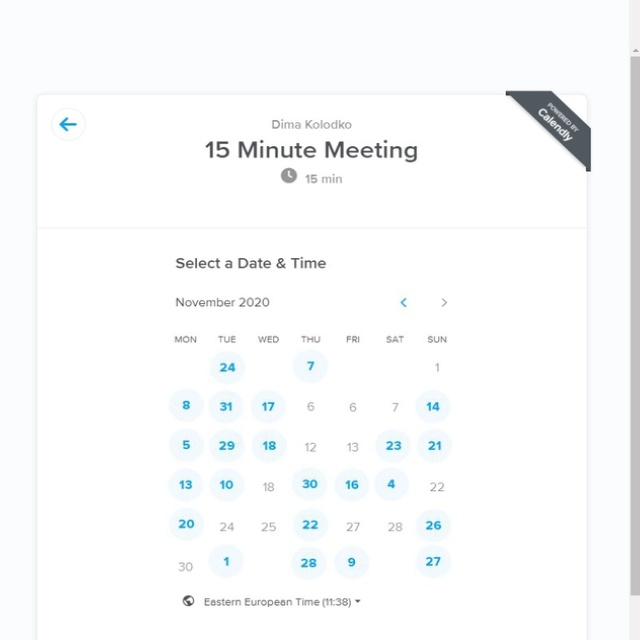 POWERED BY
Calendly
Dima Kolodko
15 Minute Meeting
15 min
Select a Date & Time
November 2020 < >
MON TUE WED THU FRI SAT SUN
24 7 1
8 31 17 6 6 7 14
5 29 18 12 13 23 21
13 10 18 30 16 4 22
20 24 25 22 27 28 26
30 1 28 9 27
Eastern European Time (11:38)